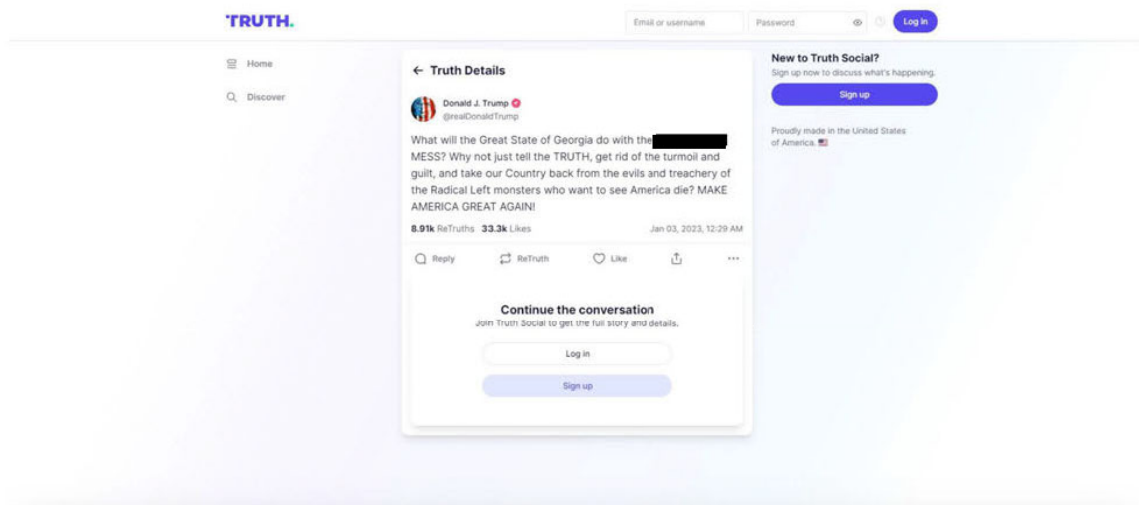 TRUTH.
Email or username
Password
Log in
Home
Discover
← Truth Details
Donald J. Trump
@realDonaldTrump
What will the Great State of Georgia do with the
MESS? Why not just tell the TRUTH, get rid of the turmoil and
guilt, and take our Country back from the evils and treachery of
the Radical Left monsters who want to see America die? MAKE
AMERICA GREAT AGAIN!
8.91k ReTruths 33.3k Likes
Jan 03, 2023, 12:29 AM
Reply
ReTruth
Like
...
Continue the conversation
Join Truth Social to get the full story and details.
Log in
Sign up
New to Truth Social?
Sign up now to discuss what's happening.
Sign up
Proudly made in the United States
of America.